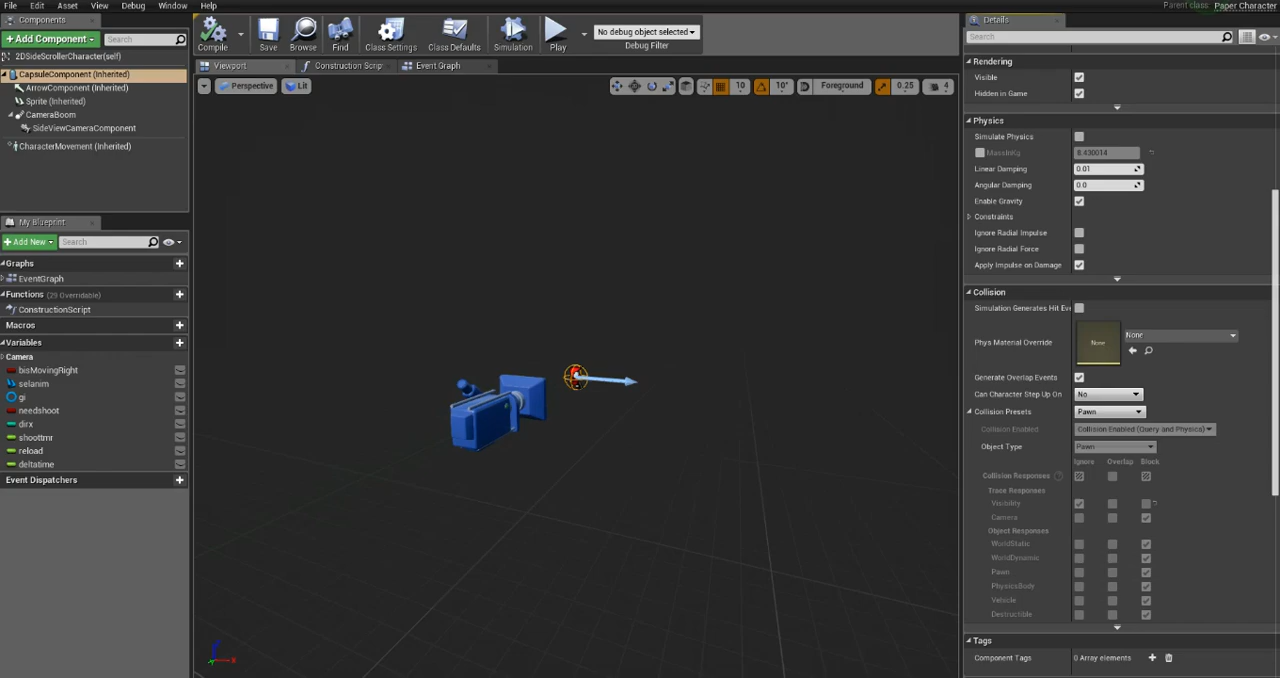 File Edit Asset View Debug Window Help
Parent class: Paper Character
Components
+ Add Component
Search
2DSideScrollerCharacter(self)
CapsuleComponent (Inherited)
ArrowComponent (Inherited)
Sprite (Inherited)
CameraBoom
SideViewCameraComponent
CharacterMovement (Inherited)
My Blueprint
+ Add New
Search
Graphs
EventGraph
Functions (29 Overridable)
ConstructionScript
Macros
Variables
Camera
bisMovingRight
selanim
gi
needshoot
dirx
shoottmr
reload
deltatime
Event Dispatchers
Compile Save Browse Find Class Settings Class Defaults Simulation Play
No debug object selected
Debug Filter
Viewport Construction Scrip Event Graph
Perspective Lit
10 10° Foreground 0.25 4
Z
X
Details
Search
Rendering
Visible
Hidden in Game
Physics
Simulate Physics
MassInKg 8.430014
Linear Damping 0.01
Angular Damping 0.0
Enable Gravity
Constraints
Ignore Radial Impulse
Ignore Radial Force
Apply Impulse on Damage
Collision
Simulation Generates Hit Eve
Phys Material Override None None
Generate Overlap Events
Can Character Step Up On No
Collision Presets Pawn
Collision Enabled Collision Enabled (Query and Physics)
Object Type Pawn
Ignore Overlap Block
Collision Responses ?
Trace Responses
Visibility
Camera
Object Responses
WorldStatic
WorldDynamic
Pawn
PhysicsBody
Vehicle
Destructible
Tags
Component Tags 0 Array elements